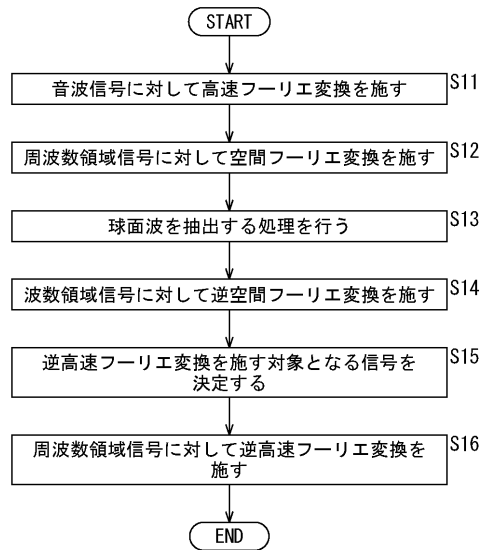 START
音波信号に対して高速フーリエ変換を施す
S11
周波数領域信号に対して空間フーリエ変換を施す
S12
球面波を抽出する処理を行う
S13
波数領域信号に対して逆空間フーリエ変換を施す
S14
逆高速フーリエ変換を施す対象となる信号を
決定する
S15
周波数領域信号に対して逆高速フーリエ変換を
施す
S16
END